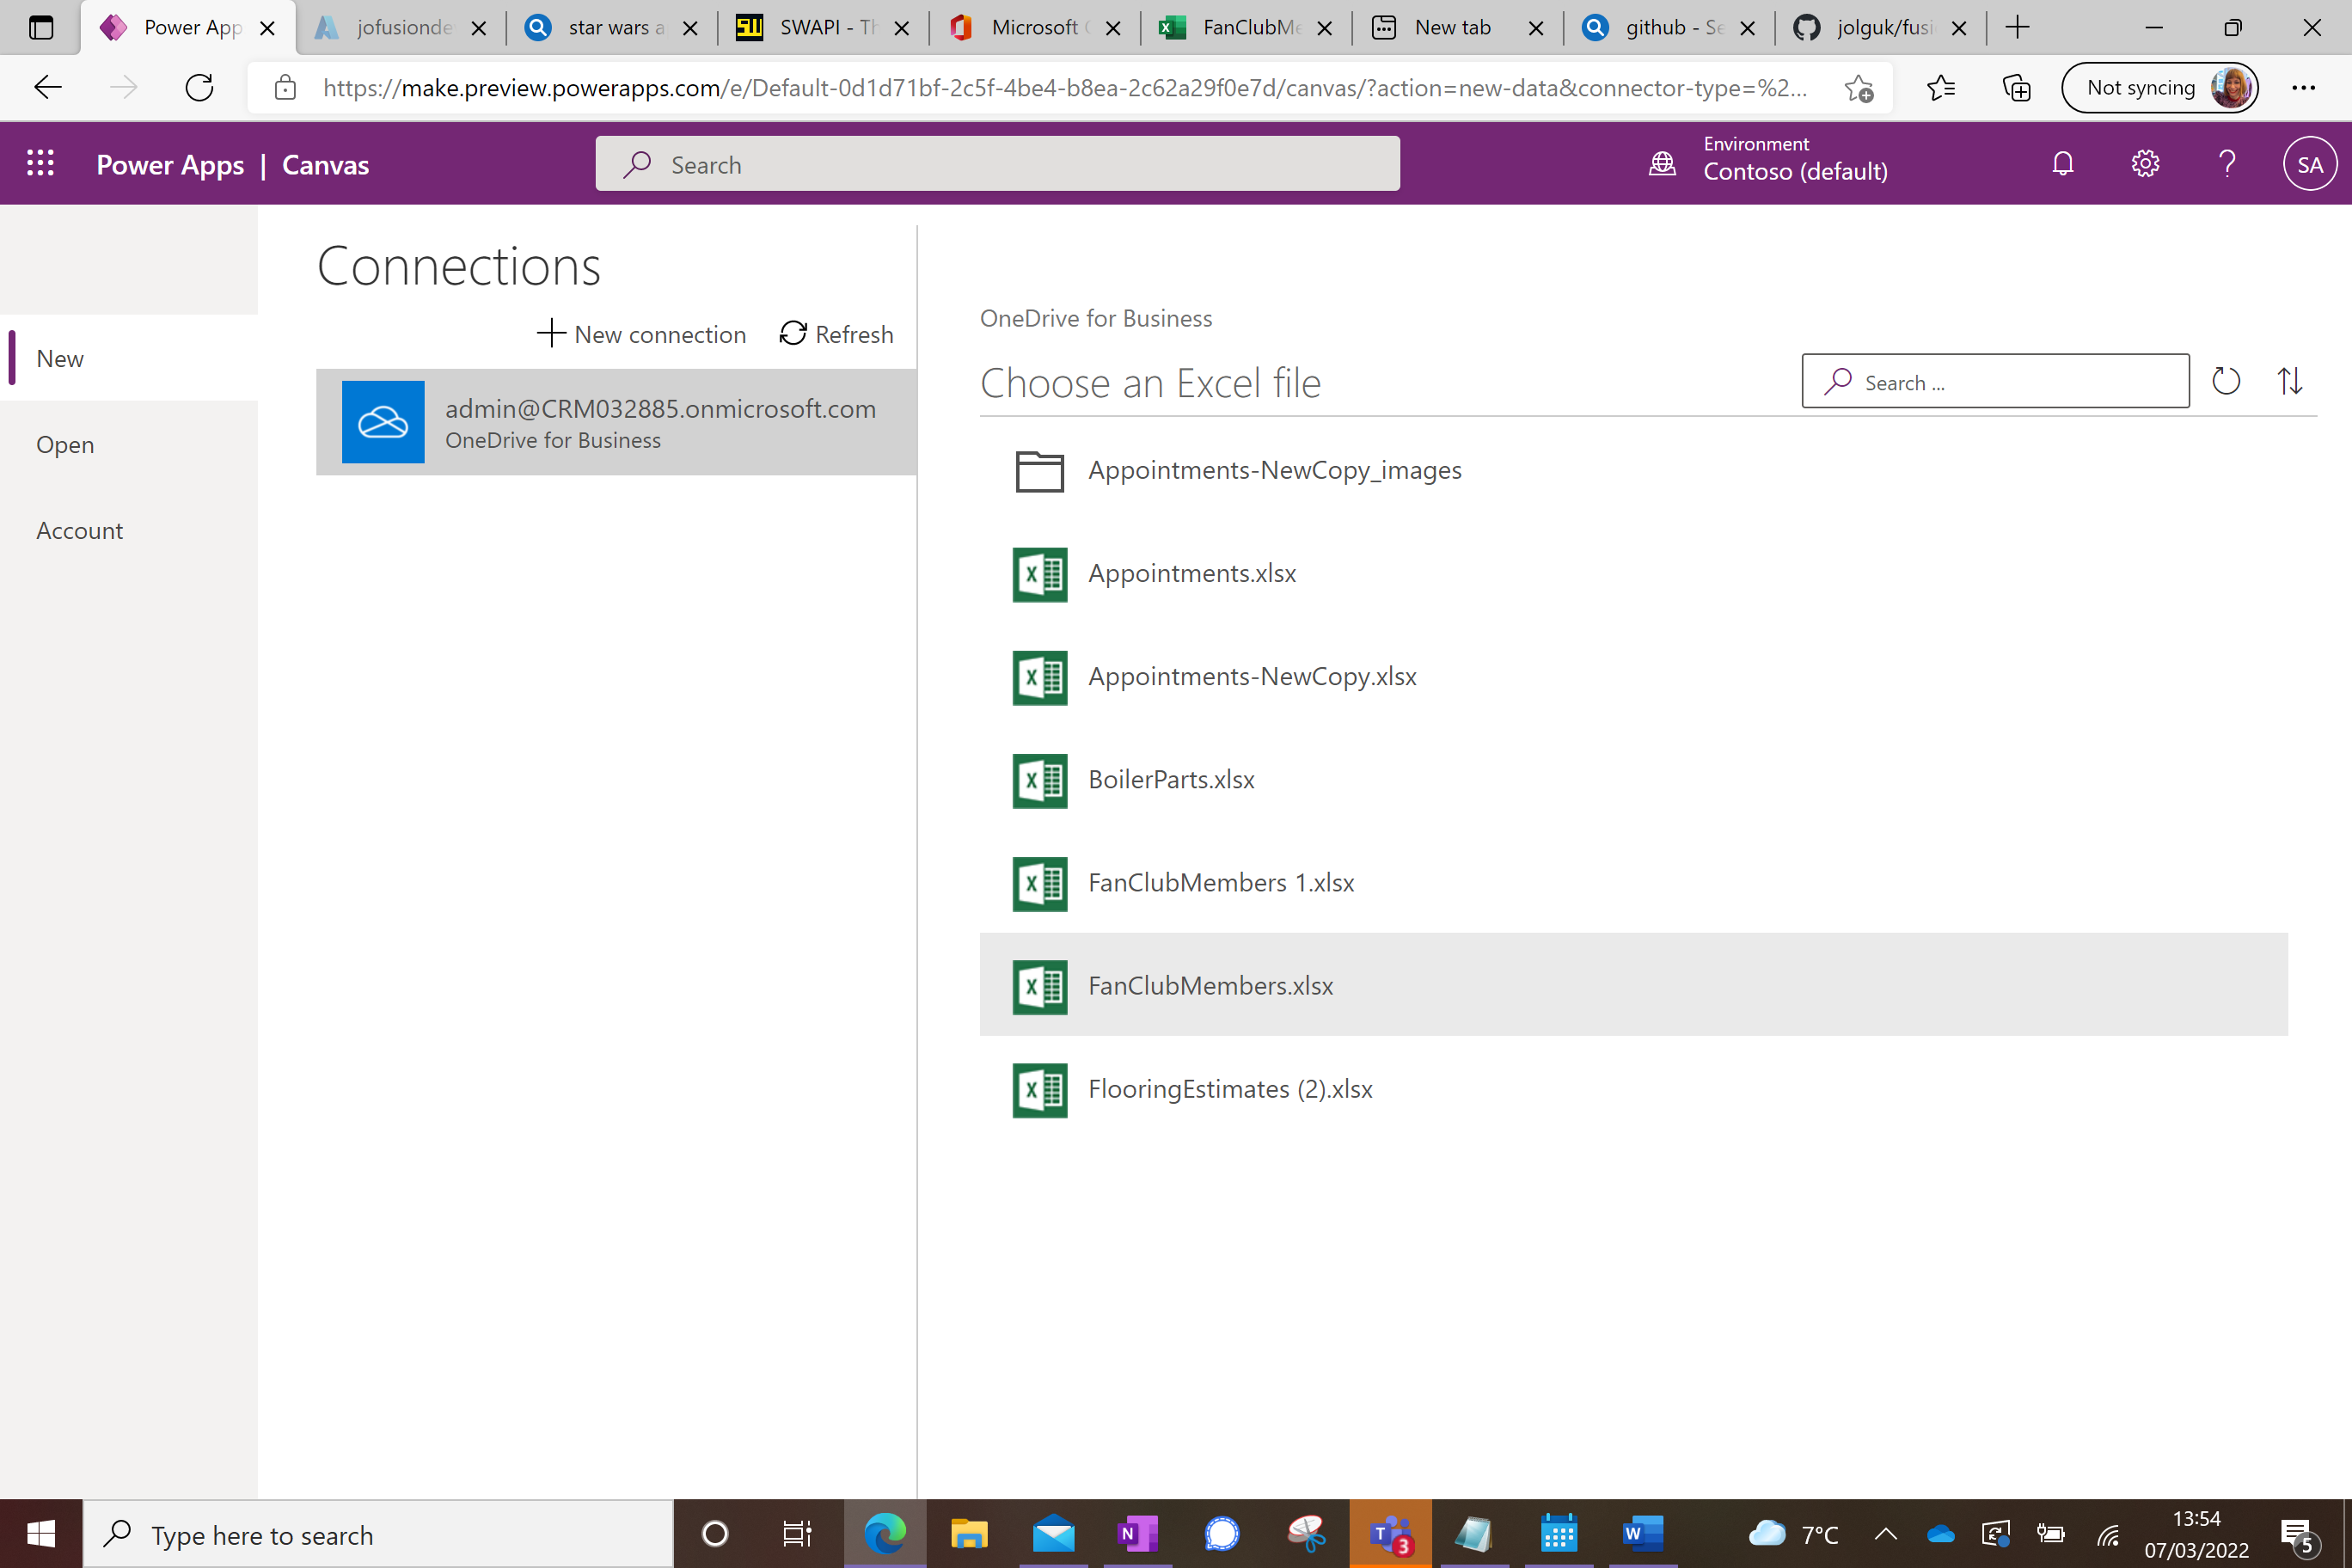 Power App
jofusionde
star wars a
SWAPI - Th
Microsoft
FanClubMe
New tab
github - Se
jolguk/fusi
https://make.preview.powerapps.com/e/Default-0d1d71bf-2c5f-4be4-b8ea-2c62a29f0e7d/canvas/?action=new-data&connector-type=%2...
Not syncing
Power Apps | Canvas
Search
Environment
Contoso (default)
SA
New
Open
Account
Connections
New connection
Refresh
admin@CRM032885.onmicrosoft.com
OneDrive for Business
OneDrive for Business
Choose an Excel file
Search ...
Appointments-NewCopy_images
Appointments.xlsx
Appointments-NewCopy.xlsx
BoilerParts.xlsx
FanClubMembers 1.xlsx
FanClubMembers.xlsx
FlooringEstimates (2).xlsx
Type here to search
3
7°C
13:54
07/03/2022
5